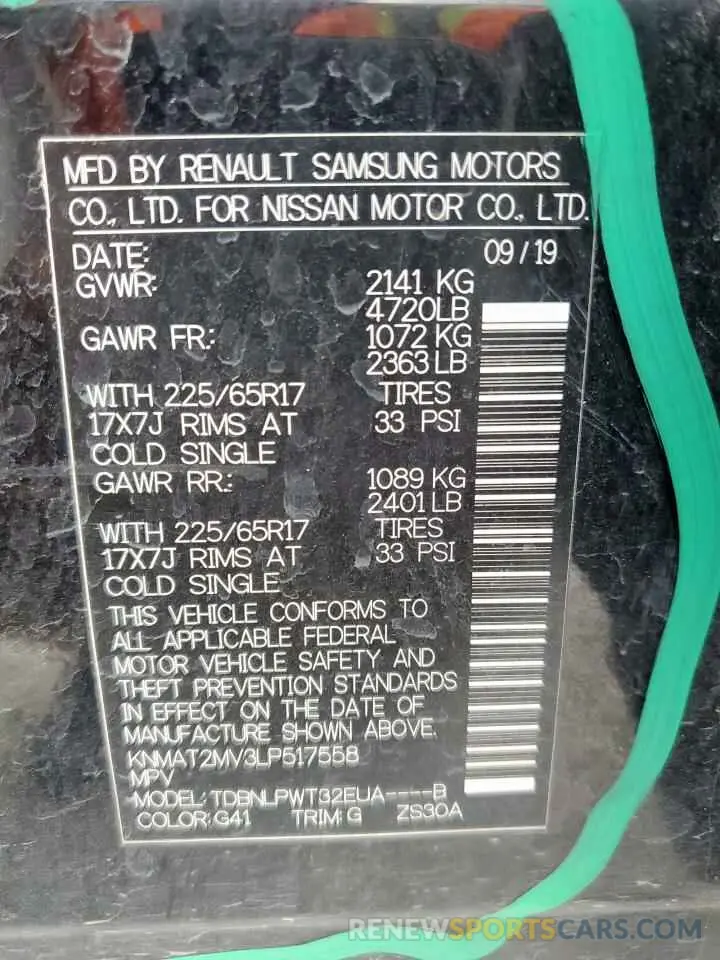 MFD BY RENAULT SAMSUNG MOTORS
CO., LTD. FOR NISSAN MOTOR CO., LTD.
DATE: 09/19
GVWR: 2141 KG
4720LB
GAWR FR: 1072 KG
2363LB
WITH 225/65R17 TIRES
17X7J RIMS AT 33 PSI
COLD SINGLE
GAWR RR: 1089 KG
2401LB
WITH 225/65R17 TIRES
17X7J RIMS AT 33 PSI
COLD SINGLE
THIS VEHICLE CONFORMS TO
ALL APPLICABLE FEDERAL
MOTOR VEHICLE SAFETY AND
THEFT PREVENTION STANDARDS
IN EFFECT ON THE DATE OF
MANUFACTURE SHOWN ABOVE.
KNMAT2MV3LP517558
MPV
MODEL: TDBNLPWT32EUA----B
COLOR: G41 TRIM: G ZS30A
RENEWSPORTSCARS.COM